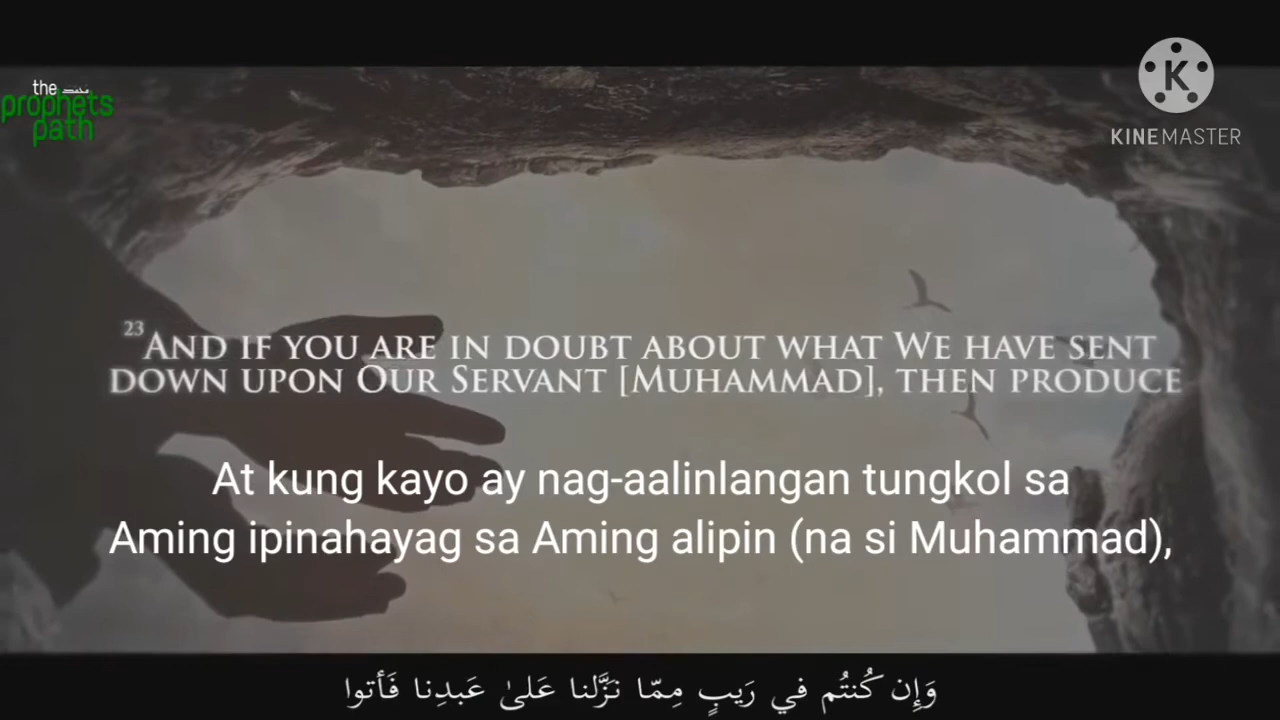 the محمد
prophets
path
K
KINEMASTER
23 AND IF YOU ARE IN DOUBT ABOUT WHAT WE HAVE SENT
DOWN UPON OUR SERVANT [MUHAMMAD], THEN PRODUCE
At kung kayo ay nag-aalinlangan tungkol sa
Aming ipinahayag sa Aming alipin (na si Muhammad),
وَإِن كُنتُم في رَيبٍ مِمّا نَزَّلنا عَلىٰ عَبدِنا فَأتوا